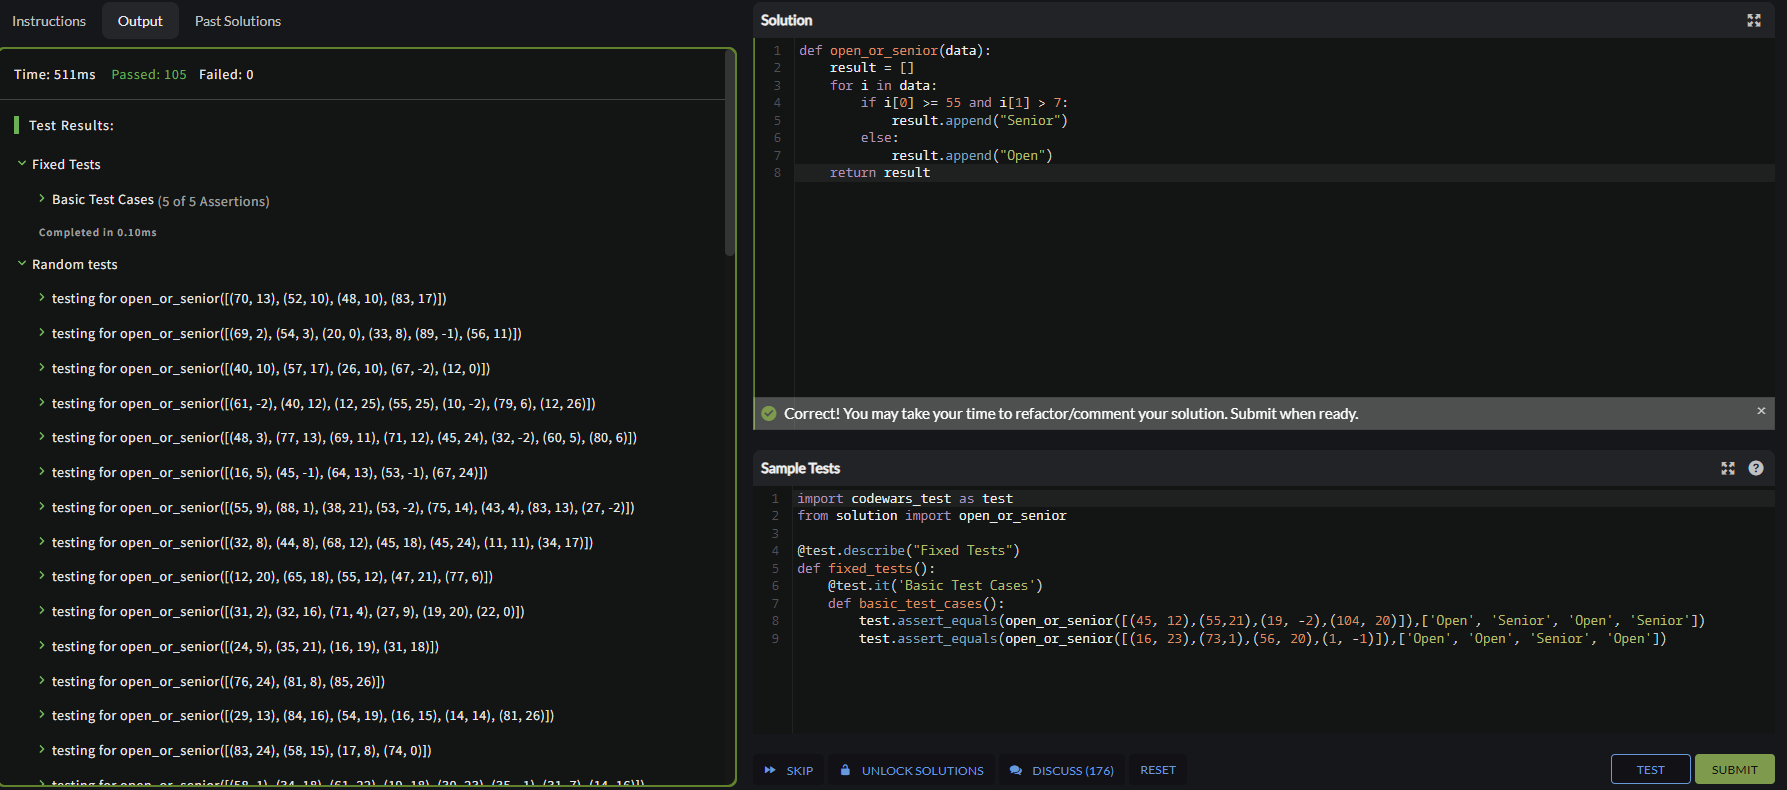 Instructions
Output
Past Solutions
Time: 511ms Passed: 105 Failed: 0
Test Results:
Fixed Tests
Basic Test Cases (5 of 5 Assertions)
Completed in 0.10ms
Random tests
testing for open_or_senior([(70, 13), (52, 10), (48, 10), (83, 17)])
testing for open_or_senior([(69, 2), (54, 3), (20, 0), (33, 8), (89, -1), (56, 11)])
testing for open_or_senior([(40, 10), (57, 17), (26, 10), (67, -2), (12, 0)])
testing for open_or_senior([(61, -2), (40, 12), (12, 25), (55, 25), (10, -2), (79, 6), (12, 26)])
testing for open_or_senior([(48, 3), (77, 13), (69, 11), (71, 12), (45, 24), (32, -2), (60, 5), (80, 6)])
testing for open_or_senior([(16, 5), (45, -1), (64, 13), (53, -1), (67, 24)])
testing for open_or_senior([(55, 9), (88, 1), (38, 21), (53, -2), (75, 14), (43, 4), (83, 13), (27, -2)])
testing for open_or_senior([(32, 8), (44, 8), (68, 12), (45, 18), (45, 24), (11, 11), (34, 17)])
testing for open_or_senior([(12, 20), (65, 18), (55, 12), (47, 21), (77, 6)])
testing for open_or_senior([(31, 2), (32, 16), (71, 4), (27, 9), (19, 20), (22, 0)])
testing for open_or_senior([(24, 5), (35, 21), (16, 19), (31, 18)])
testing for open_or_senior([(76, 24), (81, 8), (85, 26)])
testing for open_or_senior([(29, 13), (84, 16), (54, 19), (16, 15), (14, 14), (81, 26)])
testing for open_or_senior([(83, 24), (58, 15), (17, 8), (74, 0)])
Solution
1 def open_or_senior(data):
2 result = []
3 for i in data:
4 if i[0] >= 55 and i[1] > 7:
5 result.append("Senior")
6 else:
7 result.append("Open")
8 return result
Correct! You may take your time to refactor/comment your solution. Submit when ready.
Sample Tests
1 import codewars_test as test
2 from solution import open_or_senior
3
4 @test.describe("Fixed Tests")
5 def fixed_tests():
6 @test.it('Basic Test Cases')
7 def basic_test_cases():
8 test.assert_equals(open_or_senior([(45, 12),(55,21),(19, -2),(104, 20)]),['Open', 'Senior', 'Open', 'Senior'])
9 test.assert_equals(open_or_senior([(16, 23),(73,1),(56, 20),(1, -1)]),['Open', 'Open', 'Senior', 'Open'])
SKIP
UNLOCK SOLUTIONS
DISCUSS (176)
RESET
TEST
SUBMIT